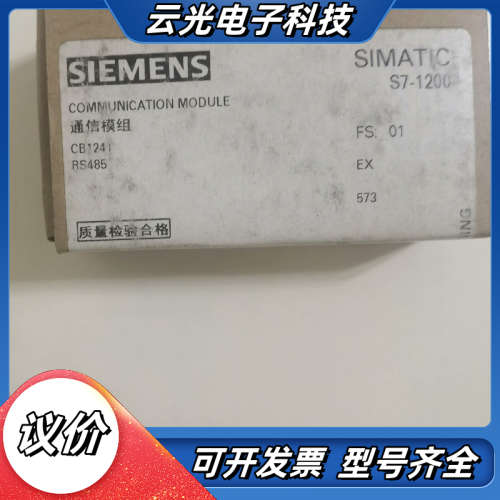 云光电子科技
SIEMENS
SIMATIC
S7-1200
COMMUNICATION MODULE
通信模组
CB1241
RS485
FS: 01
EX
573
质量检验合格
议价
可开发票 型号齐全